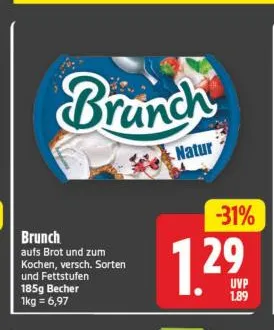 Brunch
Natur
-31%
Brunch
aufs Brot und zum
Kochen, versch. Sorten
und Fettstufen
185g Becher
1kg = 6,97
1.29
UVP
1.89